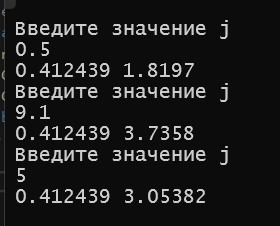 Введите значение j
0.5
0.412439 1.8197
Введите значение j
9.1
0.412439 3.7358
Введите значение j
5
0.412439 3.05382